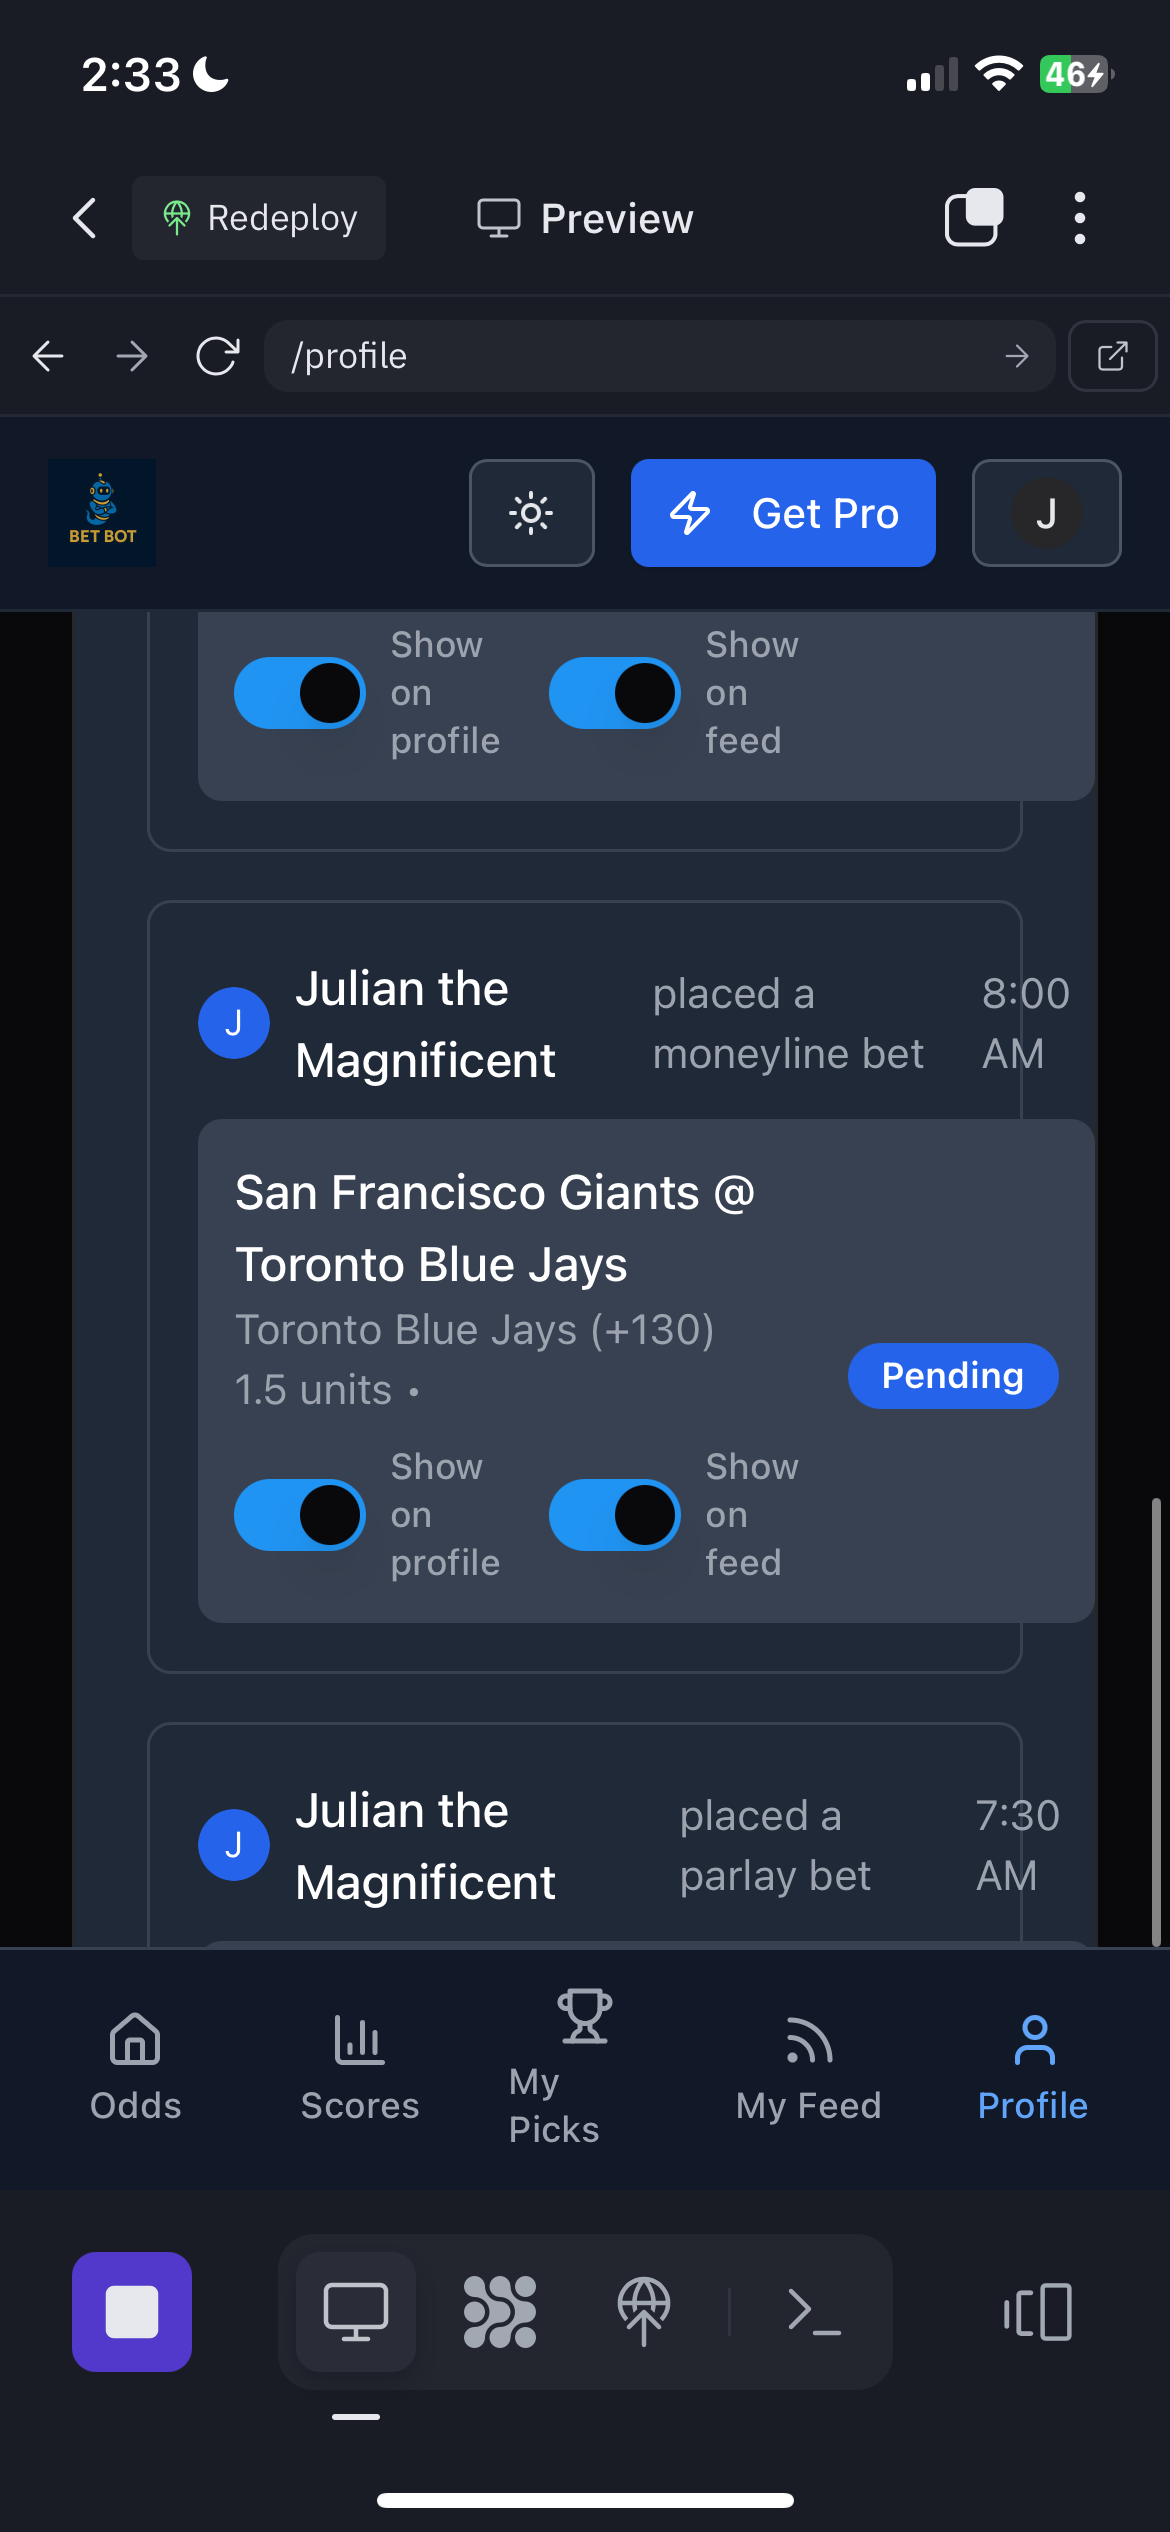 2:33
46
Redeploy
Preview
/profile
BET BOT
Get Pro
J
Show
on
profile
Show
on
feed
J
Julian the
Magnificent
placed a
moneyline bet
8:00
AM
San Francisco Giants @
Toronto Blue Jays
Toronto Blue Jays (+130)
1.5 units •
Pending
Show
on
profile
Show
on
feed
J
Julian the
Magnificent
placed a
parlay bet
7:30
AM
Odds
Scores
My
Picks
My Feed
Profile